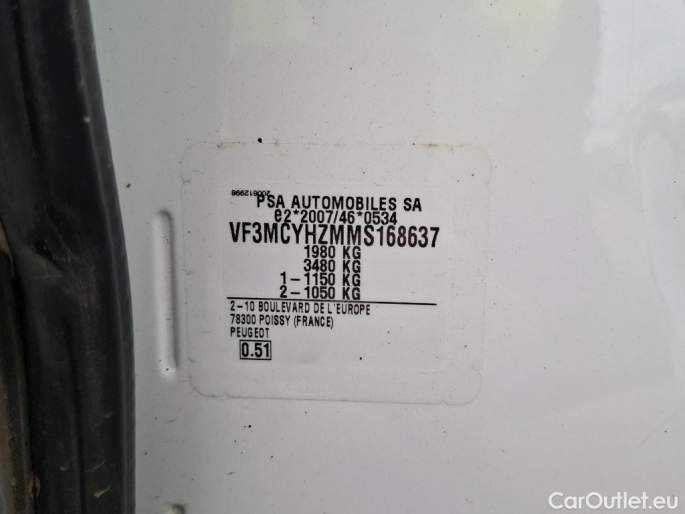 200812998
PSA AUTOMOBILES SA
e2*2007/46*0534
VF3MCYHZMMS168637
1980 KG
3480 KG
1-1150 KG
2-1050 KG
2-10 BOULEVARD DE L'EUROPE
78300 POISSY (FRANCE)
PEUGEOT
0.51
CarOutlet.eu